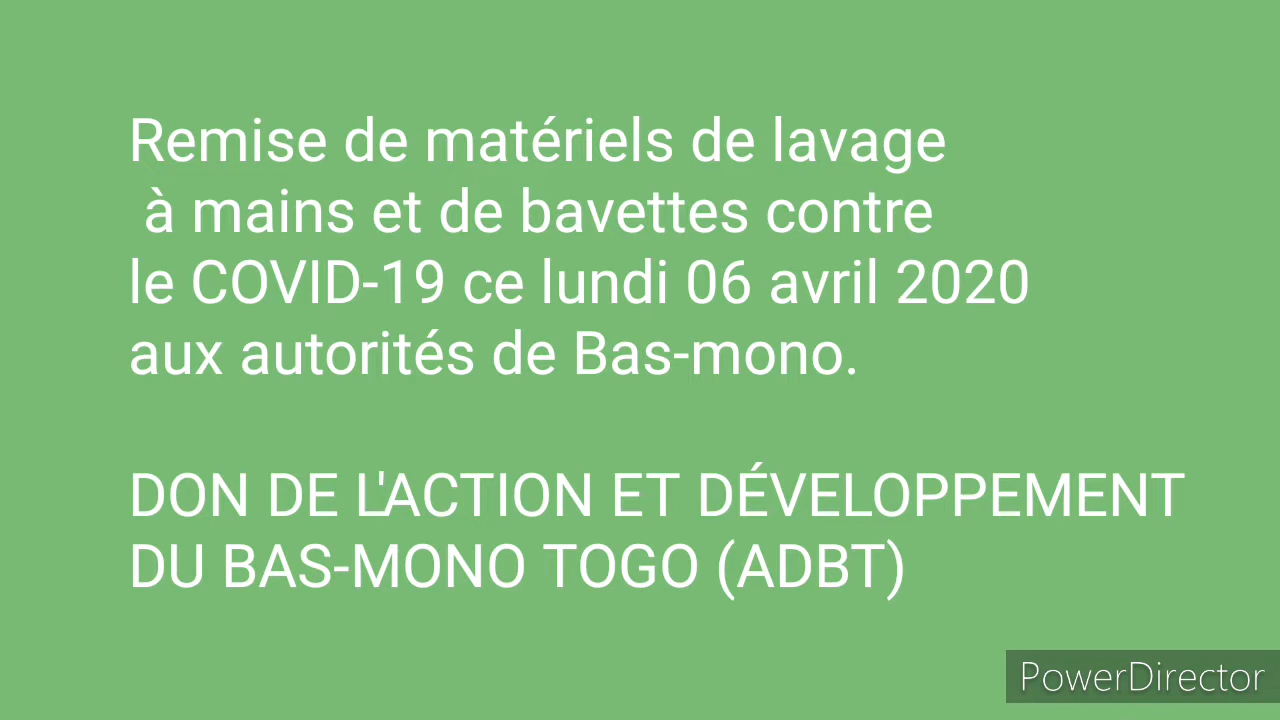 Remise de matériels de lavage
à mains et de bavettes contre
le COVID-19 ce lundi 06 avril 2020
aux autorités de Bas-mono.
DON DE L'ACTION ET DÉVELOPPEMENT
DU BAS-MONO TOGO (ADBT)
PowerDirector